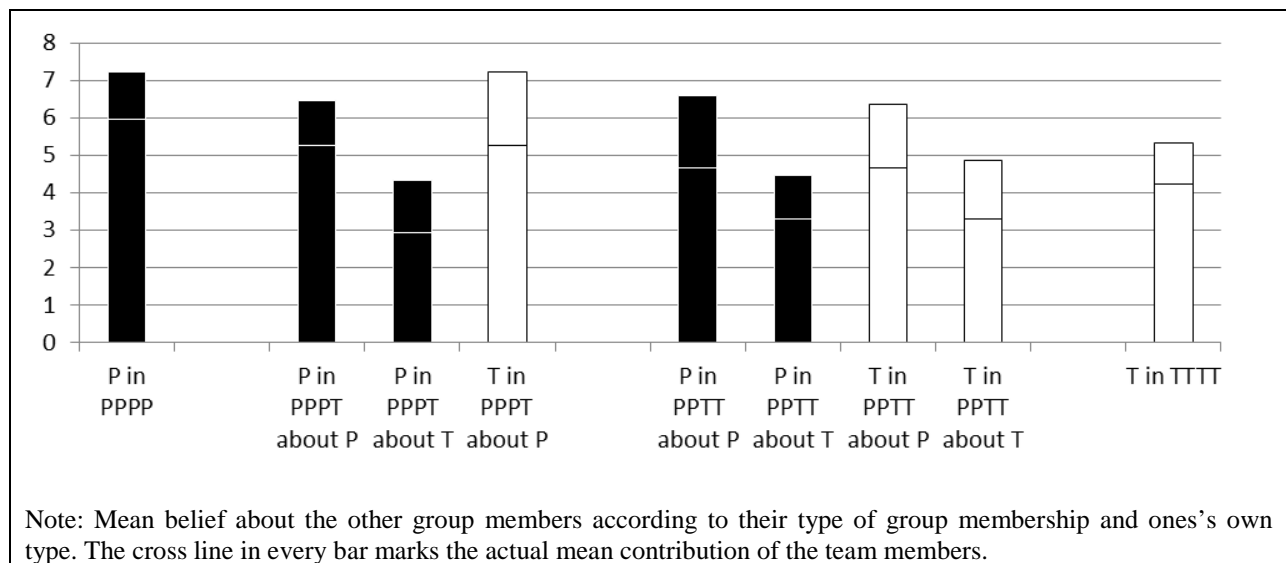 8
7
6
5
4
3
2
1
0
P in PPPP
P in PPPT about P
P in PPPT about T
T in PPPT about P
P in PPTT about P
P in PPTT about T
T in PPTT about P
T in PPTT about T
T in TTTT
Note: Mean belief about the other group members according to their type of group membership and ones's own
type. The cross line in every bar marks the actual mean contribution of the team members.